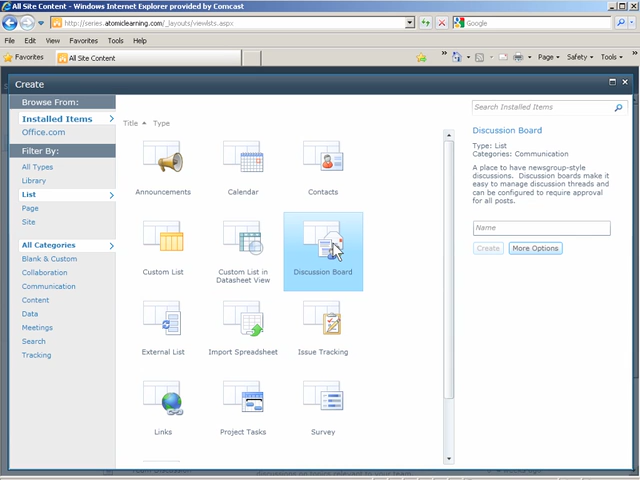 All Site Content - Windows Internet Explorer provided by Comcast
http://series.atomiclearning.com/_layouts/viewlists.aspx
Google
File Edit View Favorites Tools Help
Favorites
All Site Content
Page Safety Tools
Create
Browse From:
Installed Items
Office.com
Filter By:
All Types
Library
List
Page
Site
All Categories
Blank & Custom
Collaboration
Communication
Content
Data
Meetings
Search
Tracking
Title Type
Announcements
Calendar
Contacts
Custom List
Custom List in
Datasheet View
Discussion Board
External List
Import Spreadsheet
Issue Tracking
Links
Project Tasks
Survey
Search Installed Items
Discussion Board
Type: List
Categories: Communication
A place to have newsgroup-style
discussions. Discussion boards make it
easy to manage discussion threads and
can be configured to require approval
for all posts.
Name
Create
More Options